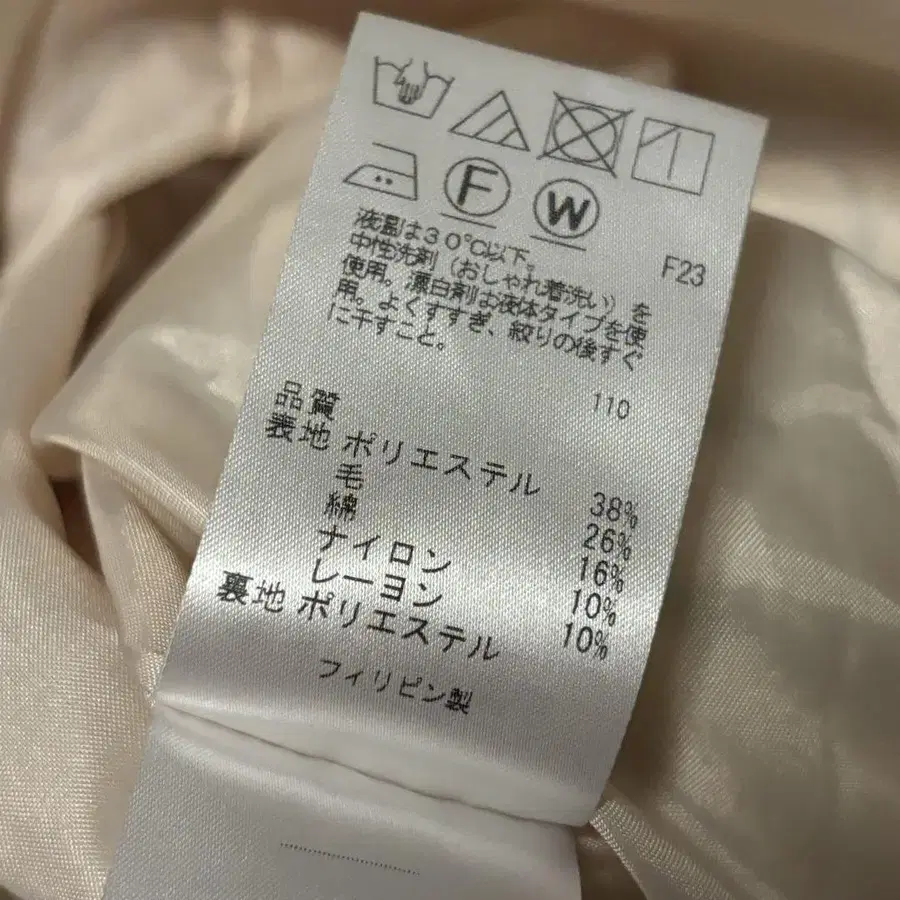 F
W
F23
液温は30℃以下。
中性洗剤(おしゃれ着洗い)を
使用。漂白剤は液体タイプを使
用。よくすすぎ、絞りの後すぐ
に干すこと。
110
品質
表地 ポリエステル 38%
毛 26%
綿 16%
ナイロン 10%
レーヨン 10%
裏地 ポリエステル
フィリピン製